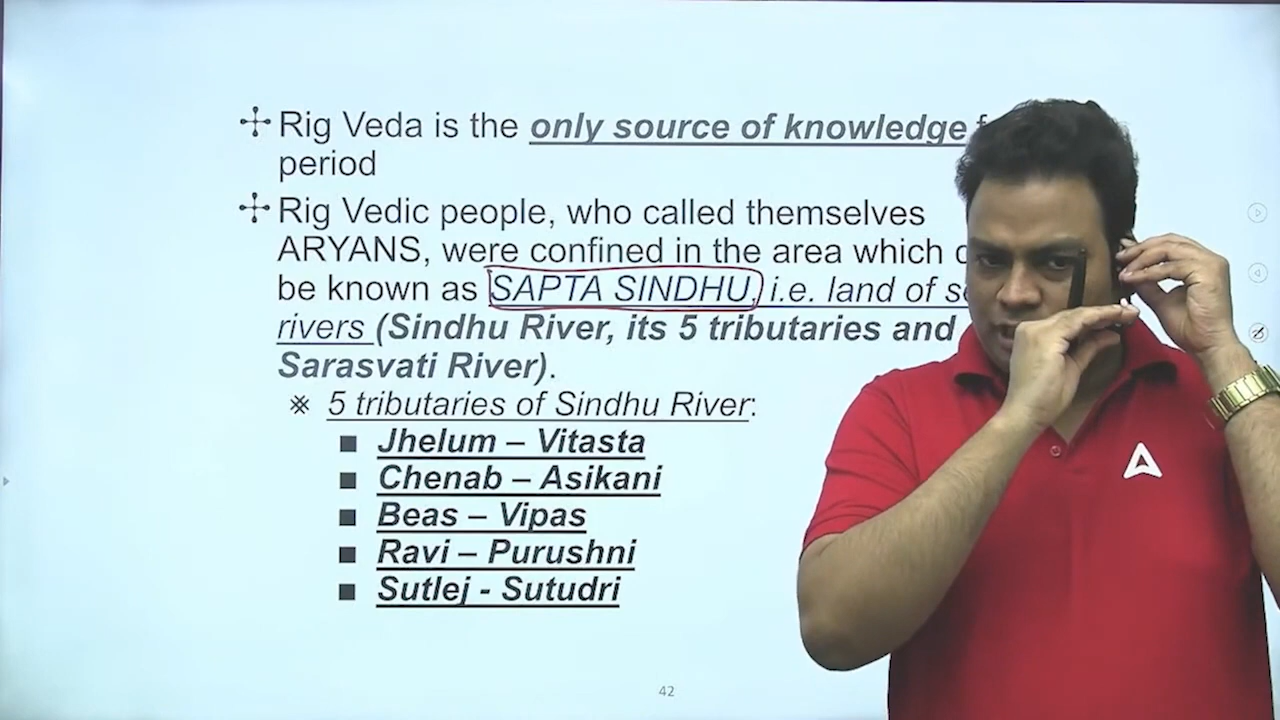 Rig Veda is the only source of knowledge
period
Rig Vedic people, who called themselves
ARYANS, were confined in the area which
be known as SAPTA SINDHU, i.e. land of
rivers (Sindhu River, its 5 tributaries and
Sarasvati River).
※ 5 tributaries of Sindhu River:
■ Jhelum – Vitasta
■ Chenab – Asikani
■ Beas – Vipas
■ Ravi – Purushni
■ Sutlej - Sutudri
42